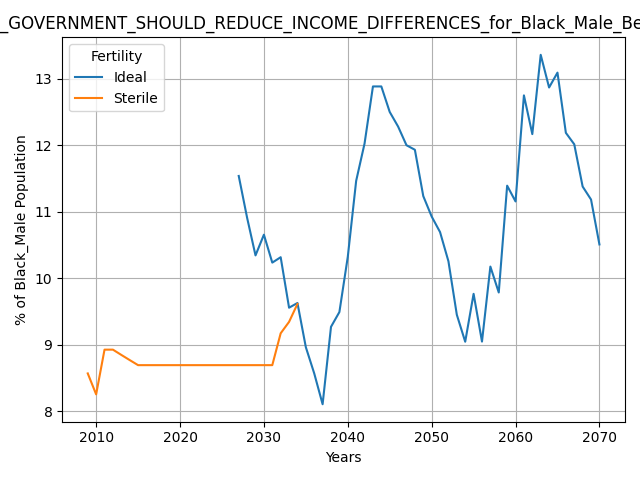 _GOVERNMENT_SHOULD_REDUCE_INCOME_DIFFERENCES_for_Black_Male_Be
Fertility
Ideal
Sterile
% of Black_Male Population
13
12
11
10
9
8
2010 2020 2030 2040 2050 2060 2070
Years